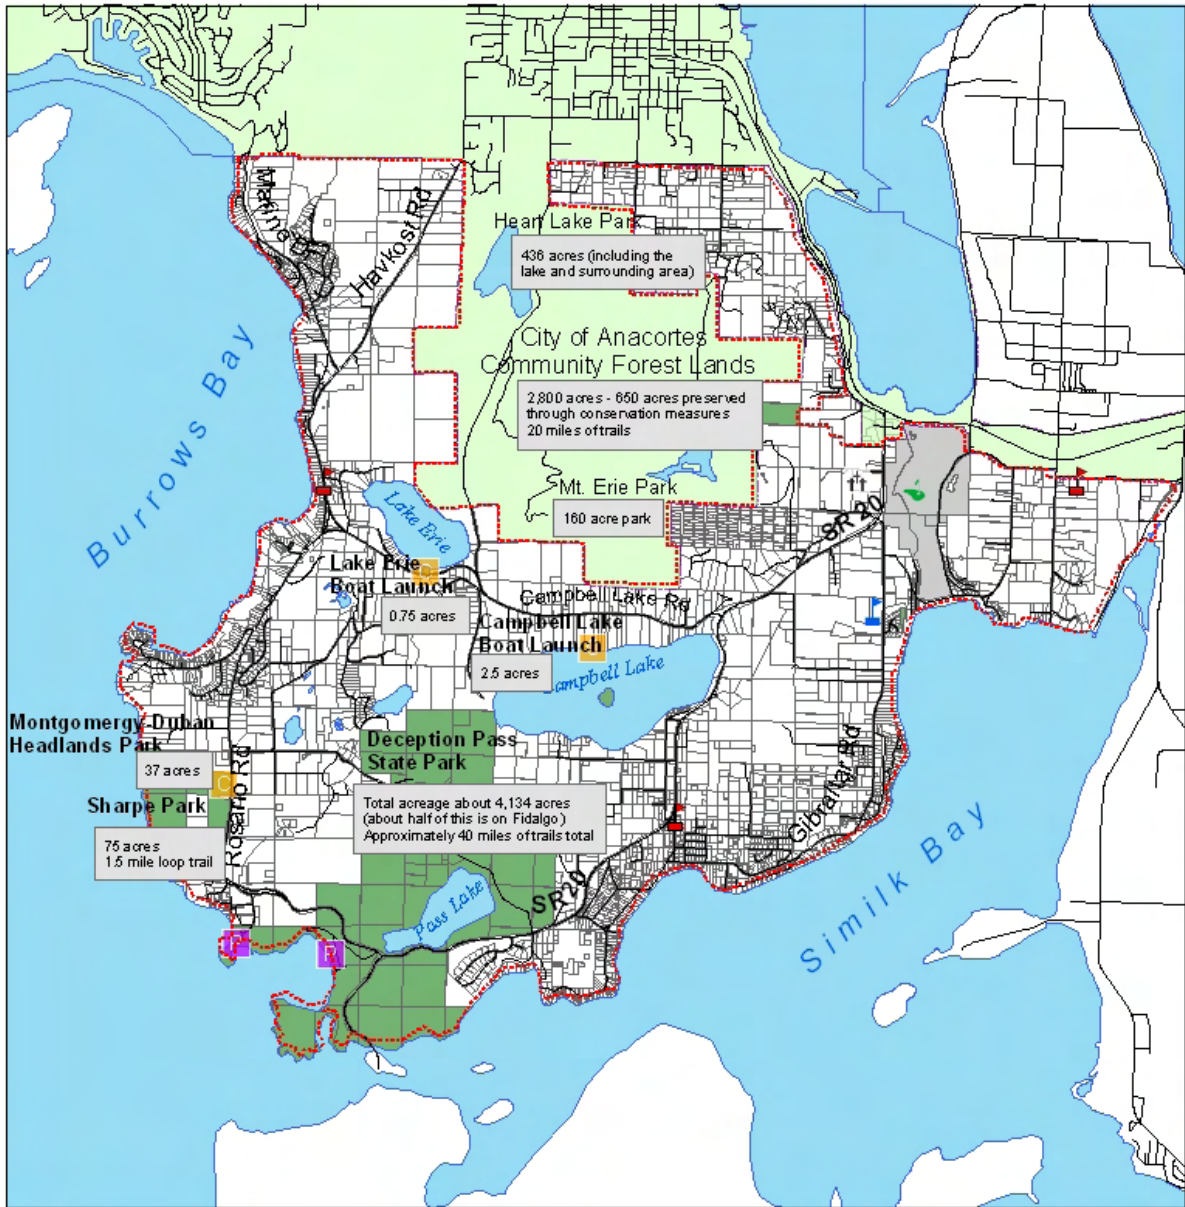 Marine Dr
Havkost Rd
Heart Lake Park
436 acres (including the
lake and surrounding area)
City of Anacortes
Community Forest Lands
2,800 acres - 650 acres preserved
through conservation measures
20 miles of trails
Burrows Bay
Mt. Erie Park
160 acre park
SR 20
Lake Erie
Lake Erie
Boat Launch
0.75 acres
Campbell Lake Rd
Campbell Lake
Boat Launch
2.5 acres
Campbell Lake
Montgomergy-Duban
Headlands Park
37 acres
C
Sharpe Park
75 acres
1.5 mile loop trail
Rosario Rd
Deception Pass
State Park
Total acreage about 4,134 acres
(about half of this is on Fidalgo)
Approximately 40 miles of trails total
Gibraltar Rd
Pass Lake
SR 20
Similk Bay
P
P